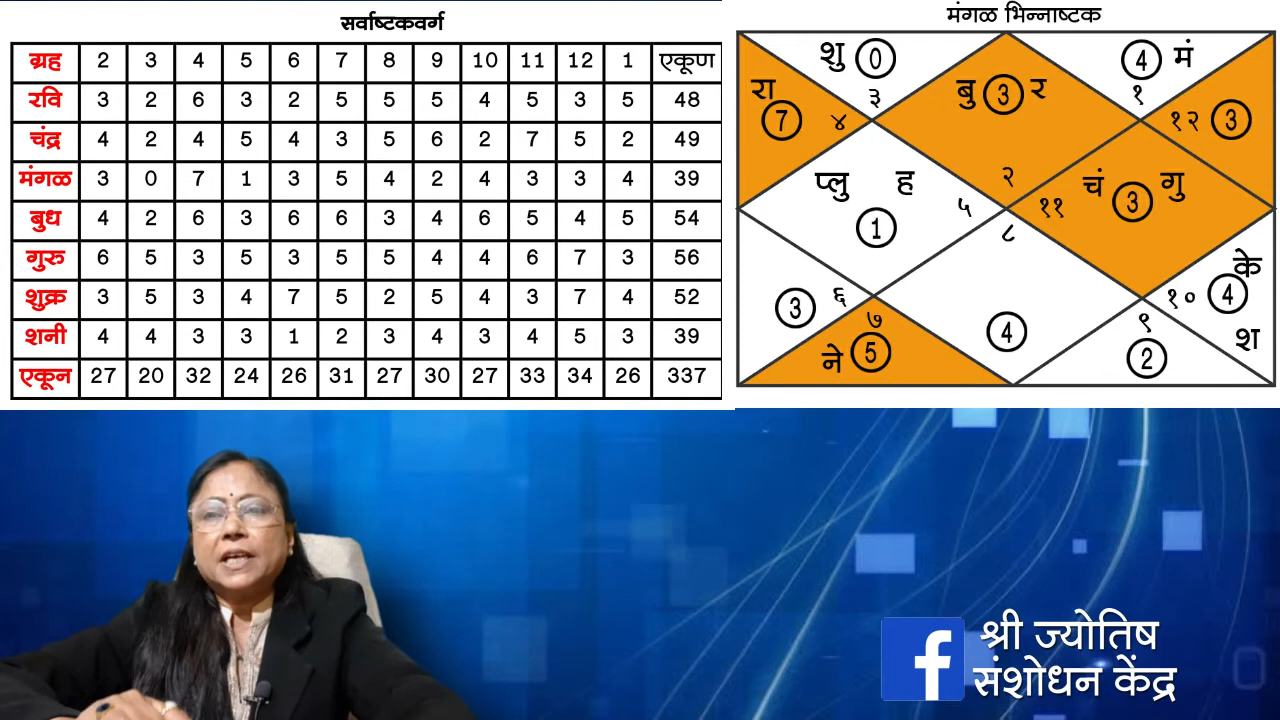 सर्वाष्टकवर्ग
ग्रह 2 3 4 5 6 7 8 9 10 11 12 1 एकूण
रवि 3 2 6 3 2 5 5 5 4 5 3 5 48
चंद्र 4 2 4 5 4 3 5 6 2 7 5 2 49
मंगळ 3 0 7 1 3 5 4 2 4 3 3 4 39
बुध 4 2 6 3 6 6 3 4 6 5 4 5 54
गुरु 6 5 3 5 3 5 5 4 4 6 7 3 56
शुक्र 3 5 3 4 7 5 2 5 4 3 7 4 52
शनी 4 4 3 3 1 2 3 4 3 4 5 3 39
एकून 27 20 32 24 26 31 27 30 27 33 34 26 337
मंगळ भिन्नाष्टक
शु 0
३
बु 3 र
२
4 मं
१
रा
7 ४
१२ 3
प्लु ह
1 ५
चं 3 गु
११
८
4
3 ६
७
ने 5
९
2
के
१० 4
श
श्री ज्योतिष
संशोधन केंद्र